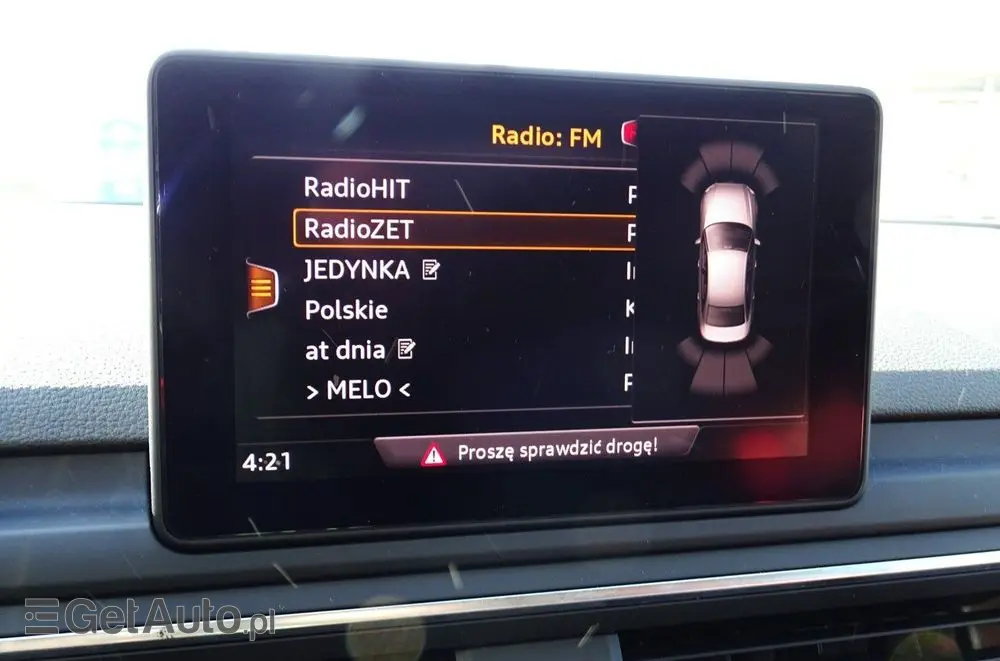 Radio: FM
RadioHIT
RadioZET
JEDYNKA
Polskie
at dnia
> MELO <
4:21
Proszę sprawdzić drogę!
GetAuto.pl